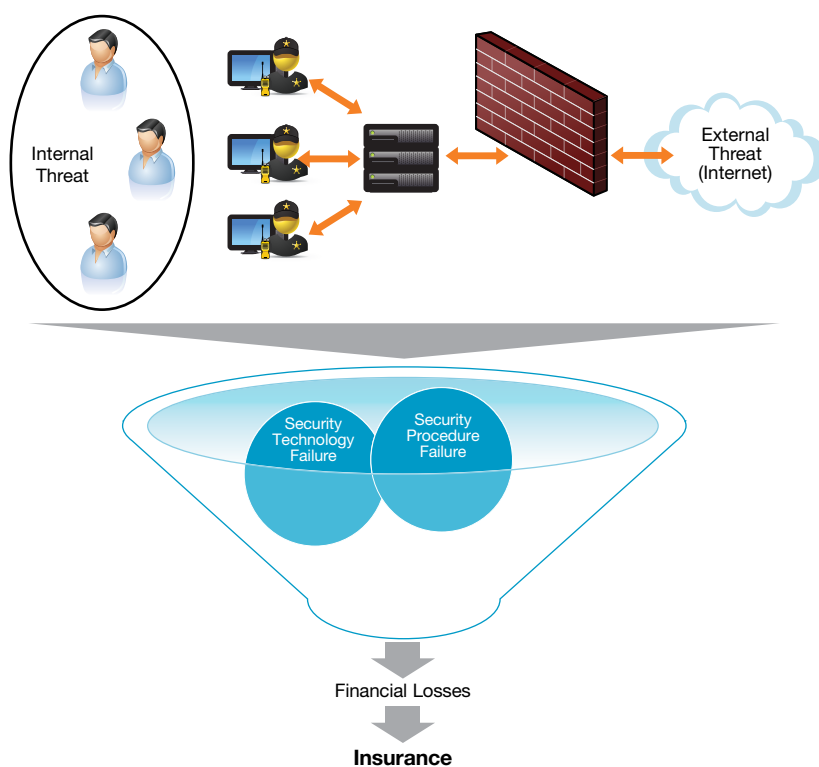 Internal
Threat
External
Threat
(Internet)
Security
Technology
Failure
Security
Procedure
Failure
Financial Losses
Insurance